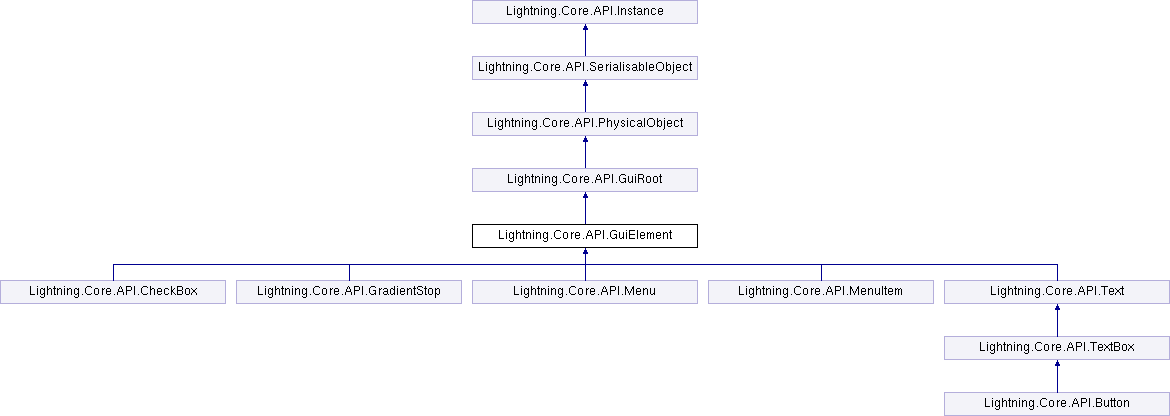 Lightning.Core.API.Instance
Lightning.Core.API.SerialisableObject
Lightning.Core.API.PhysicalObject
Lightning.Core.API.GuiRoot
Lightning.Core.API.GuiElement
Lightning.Core.API.CheckBox
Lightning.Core.API.GradientStop
Lightning.Core.API.Menu
Lightning.Core.API.MenuItem
Lightning.Core.API.Text
Lightning.Core.API.TextBox
Lightning.Core.API.Button